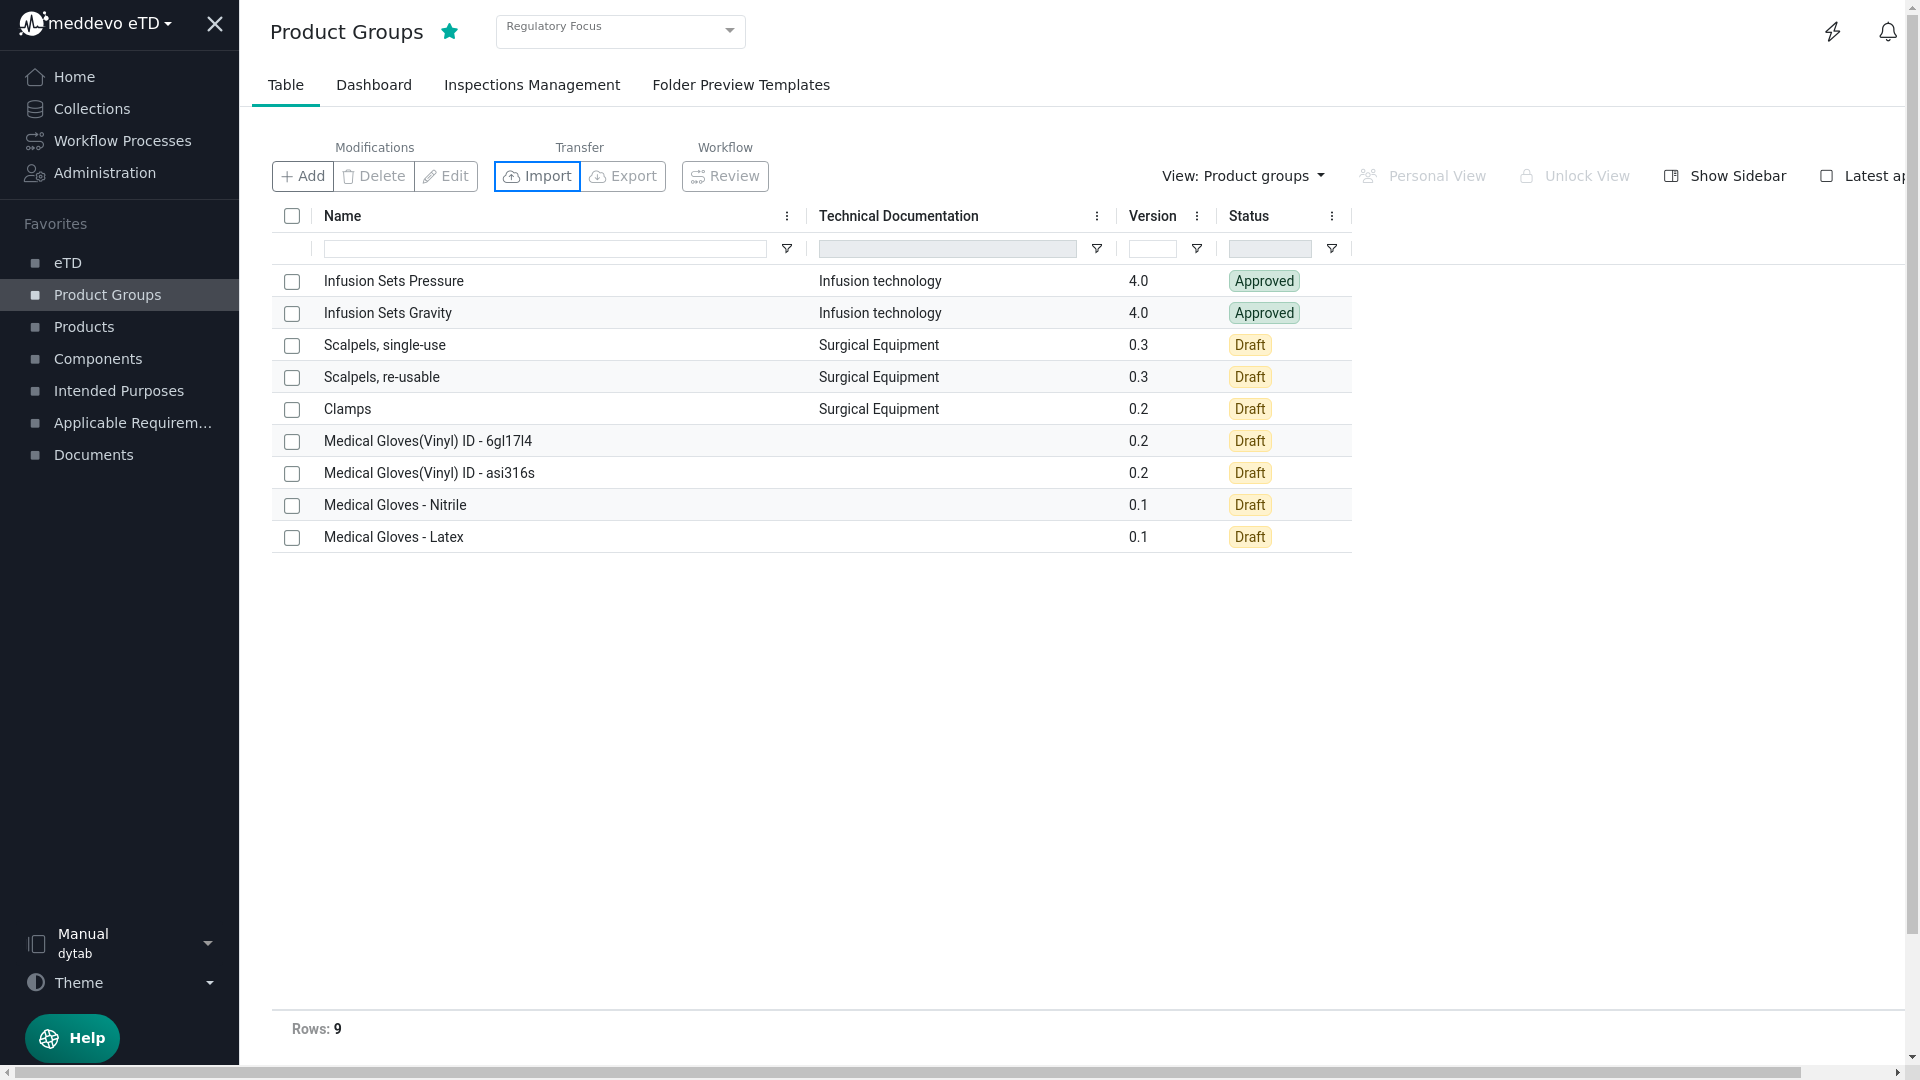 meddevo eTD
Home
Collections
Workflow Processes
Administration
Favorites
eTD
Product Groups
Products
Components
Intended Purposes
Applicable Requirem...
Documents
Manual
dytab
Theme
Help
Product Groups
Regulatory Focus
Table Dashboard Inspections Management Folder Preview Templates
Modifications Transfer Workflow
Add Delete Edit Import Export Review View: Product groups Personal View Unlock View Show Sidebar Latest ap
Name Technical Documentation Version Status
Infusion Sets Pressure Infusion technology 4.0 Approved
Infusion Sets Gravity Infusion technology 4.0 Approved
Scalpels, single-use Surgical Equipment 0.3 Draft
Scalpels, re-usable Surgical Equipment 0.3 Draft
Clamps Surgical Equipment 0.2 Draft
Medical Gloves(Vinyl) ID - 6gl17l4 0.2 Draft
Medical Gloves(Vinyl) ID - asi316s 0.2 Draft
Medical Gloves - Nitrile 0.1 Draft
Medical Gloves - Latex 0.1 Draft
Rows: 9